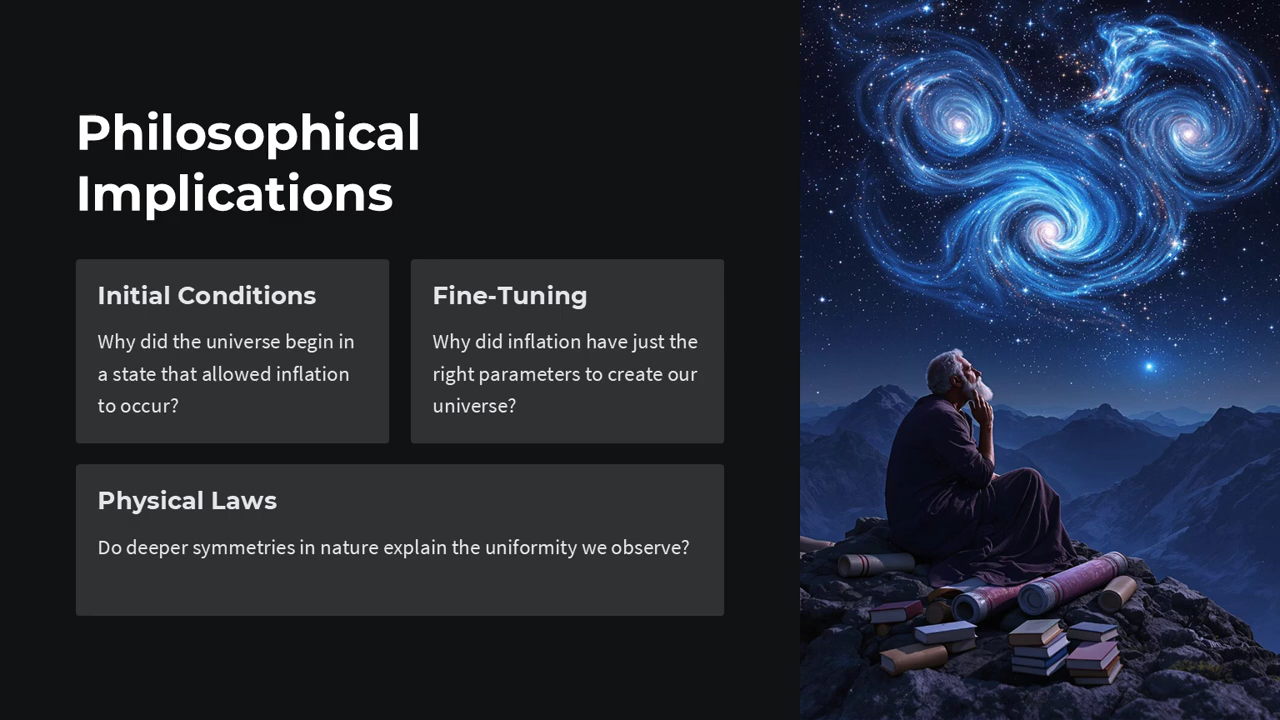 Philosophical
Implications
Initial Conditions
Why did the universe begin in
a state that allowed inflation
to occur?
Fine-Tuning
Why did inflation have just the
right parameters to create our
universe?
Physical Laws
Do deeper symmetries in nature explain the uniformity we observe?